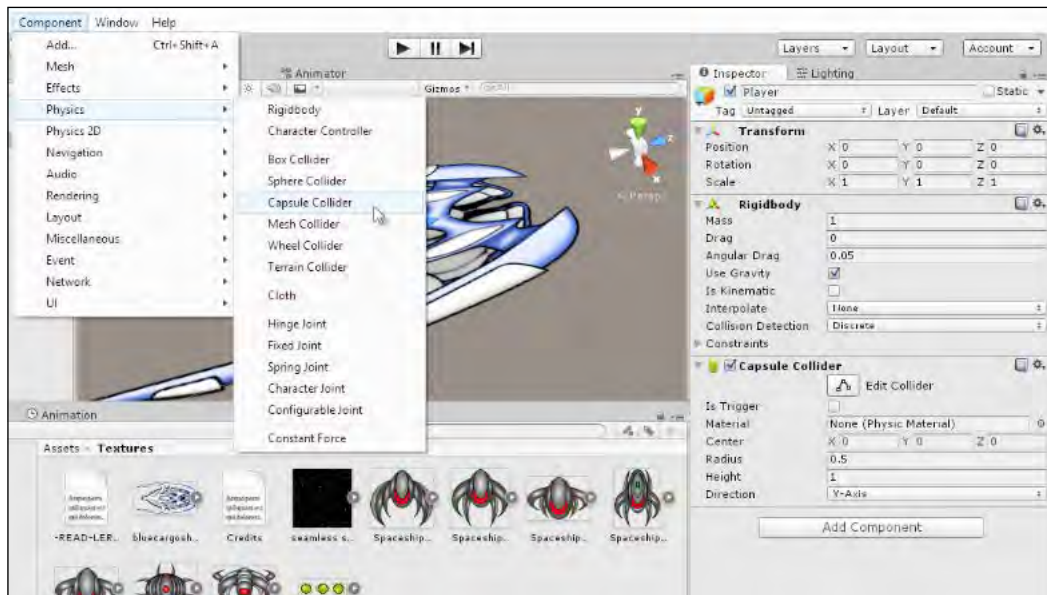 Component Window Help
Add... Ctrl+Shift+A
Mesh
Effects
Physics
Physics 2D
Navigation
Audio
Rendering
Layout
Miscellaneous
Event
Network
UI
Animator
Gizmos
Rigidbody
Character Controller
Box Collider
Sphere Collider
Capsule Collider
Mesh Collider
Wheel Collider
Terrain Collider
Cloth
Hinge Joint
Fixed Joint
Spring Joint
Character Joint
Configurable Joint
Constant Force
y
z
x
Persp
Layers Layout Account
Inspector Lighting
Player Static
Tag Untagged Layer Default
Transform
Position X 0 Y 0 Z 0
Rotation X 0 Y 0 Z 0
Scale X 1 Y 1 Z 1
Rigidbody
Mass 1
Drag 0
Angular Drag 0.05
Use Gravity
Is Kinematic
Interpolate None
Collision Detection Discrete
Constraints
Capsule Collider
Edit Collider
Is Trigger
Material None (Physic Material)
Center X 0 Y 0 Z 0
Radius 0.5
Height 1
Direction Y-Axis
Add Component
Animation
Assets Textures
-READ-LER... bluecargosh... Credits seamless s... Spaceship... Spaceship... Spaceship... Spaceship...